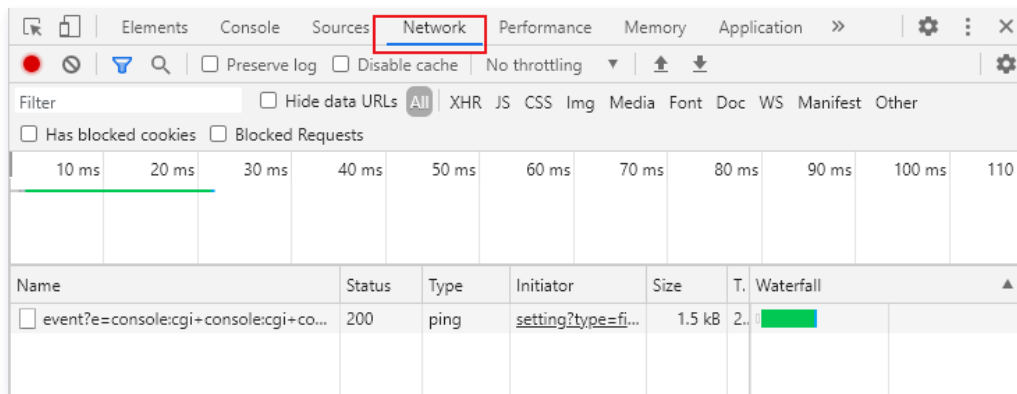 Elements Console Sources Network Performance Memory Application »
Preserve log Disable cache No throttling ▼
Filter Hide data URLs All XHR JS CSS Img Media Font Doc WS Manifest Other
Has blocked cookies Blocked Requests
10 ms 20 ms 30 ms 40 ms 50 ms 60 ms 70 ms 80 ms 90 ms 100 ms 110
Name Status Type Initiator Size T. Waterfall ▲
event?e=console:cgi+console:cgi+co... 200 ping setting?type=fi... 1.5 kB 2..